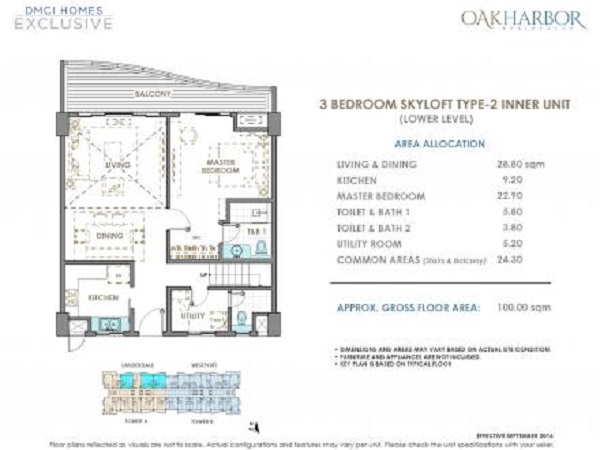 DMCI HOMES
EXCLUSIVE
OAK HARBOR
RESIDENCES
3 BEDROOM SKYLOFT TYPE-2 INNER UNIT
(LOWER LEVEL)
AREA ALLOCATION
LIVING & DINING 28.80 sqm
KITCHEN 9.20
MASTER BEDROOM 22.90
TOILET & BATH 1 5.80
TOILET & BATH 2 3.80
UTILITY ROOM 5.20
COMMON AREAS (Stairs & Balcony) 24.30
APPROX. GROSS FLOOR AREA: 100.00 sqm
• DIMENSIONS AND AREAS MAY VARY BASED ON ACTUAL SITE CONDITION.
• FURNITURE AND APPLIANCES ARE NOT INCLUDED.
• KEY PLAN IS BASED ON TYPICAL FLOOR
BALCONY
LIVING
MASTER
BEDROOM
DINING
T&B 1
UP
KITCHEN
UTILITY
LANSDOWNE
WESTPORT
TOWER A
TOWER B
EFFECTIVE SEPTEMBER 2016
Floor plans reflected as visuals are not to scale. Actual configurations and features may vary per unit. Please check the unit specifications with your seller.